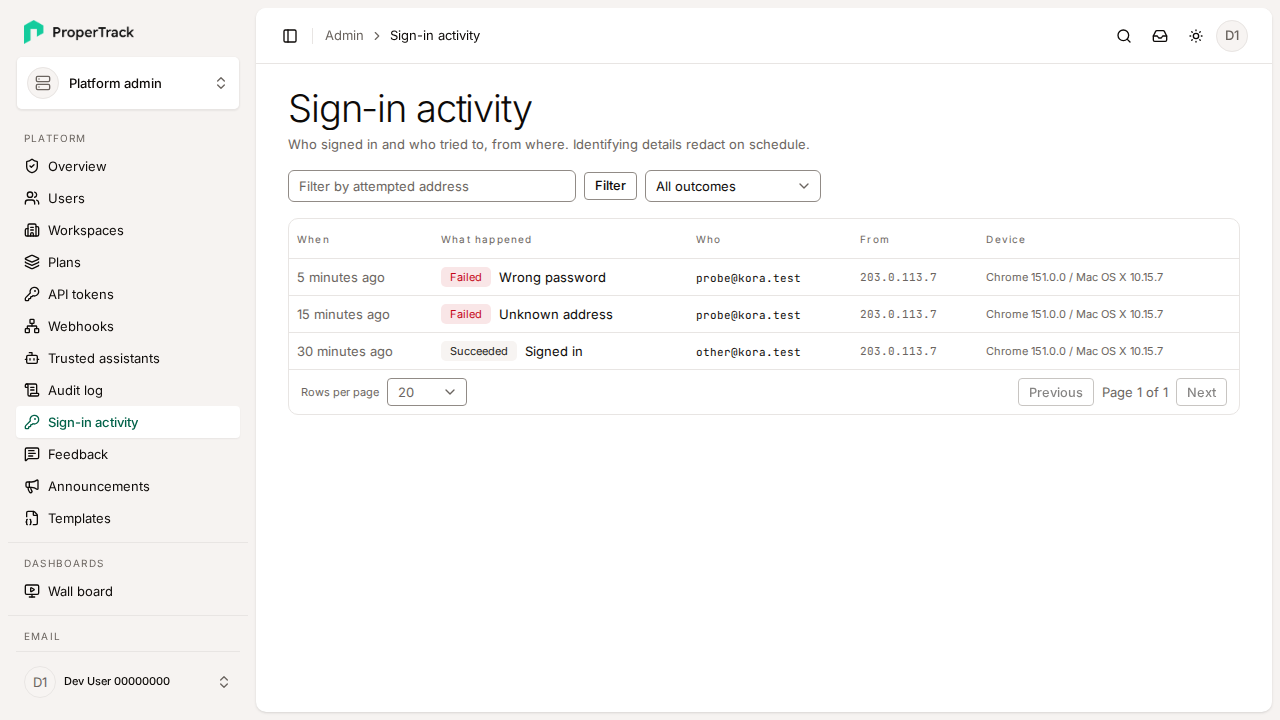 ProperTrack
Platform admin
PLATFORM
Overview
Users
Workspaces
Plans
API tokens
Webhooks
Trusted assistants
Audit log
Sign-in activity
Feedback
Announcements
Templates
DASHBOARDS
Wall board
EMAIL
D1 Dev User 00000000
Admin > Sign-in activity
D1
Sign-in activity
Who signed in and who tried to, from where. Identifying details redact on schedule.
Filter by attempted address Filter All outcomes
When What happened Who From Device
5 minutes ago Failed Wrong password probe@kora.test 203.0.113.7 Chrome 151.0.0 / Mac OS X 10.15.7
15 minutes ago Failed Unknown address probe@kora.test 203.0.113.7 Chrome 151.0.0 / Mac OS X 10.15.7
30 minutes ago Succeeded Signed in other@kora.test 203.0.113.7 Chrome 151.0.0 / Mac OS X 10.15.7
Rows per page 20 Previous Page 1 of 1 Next